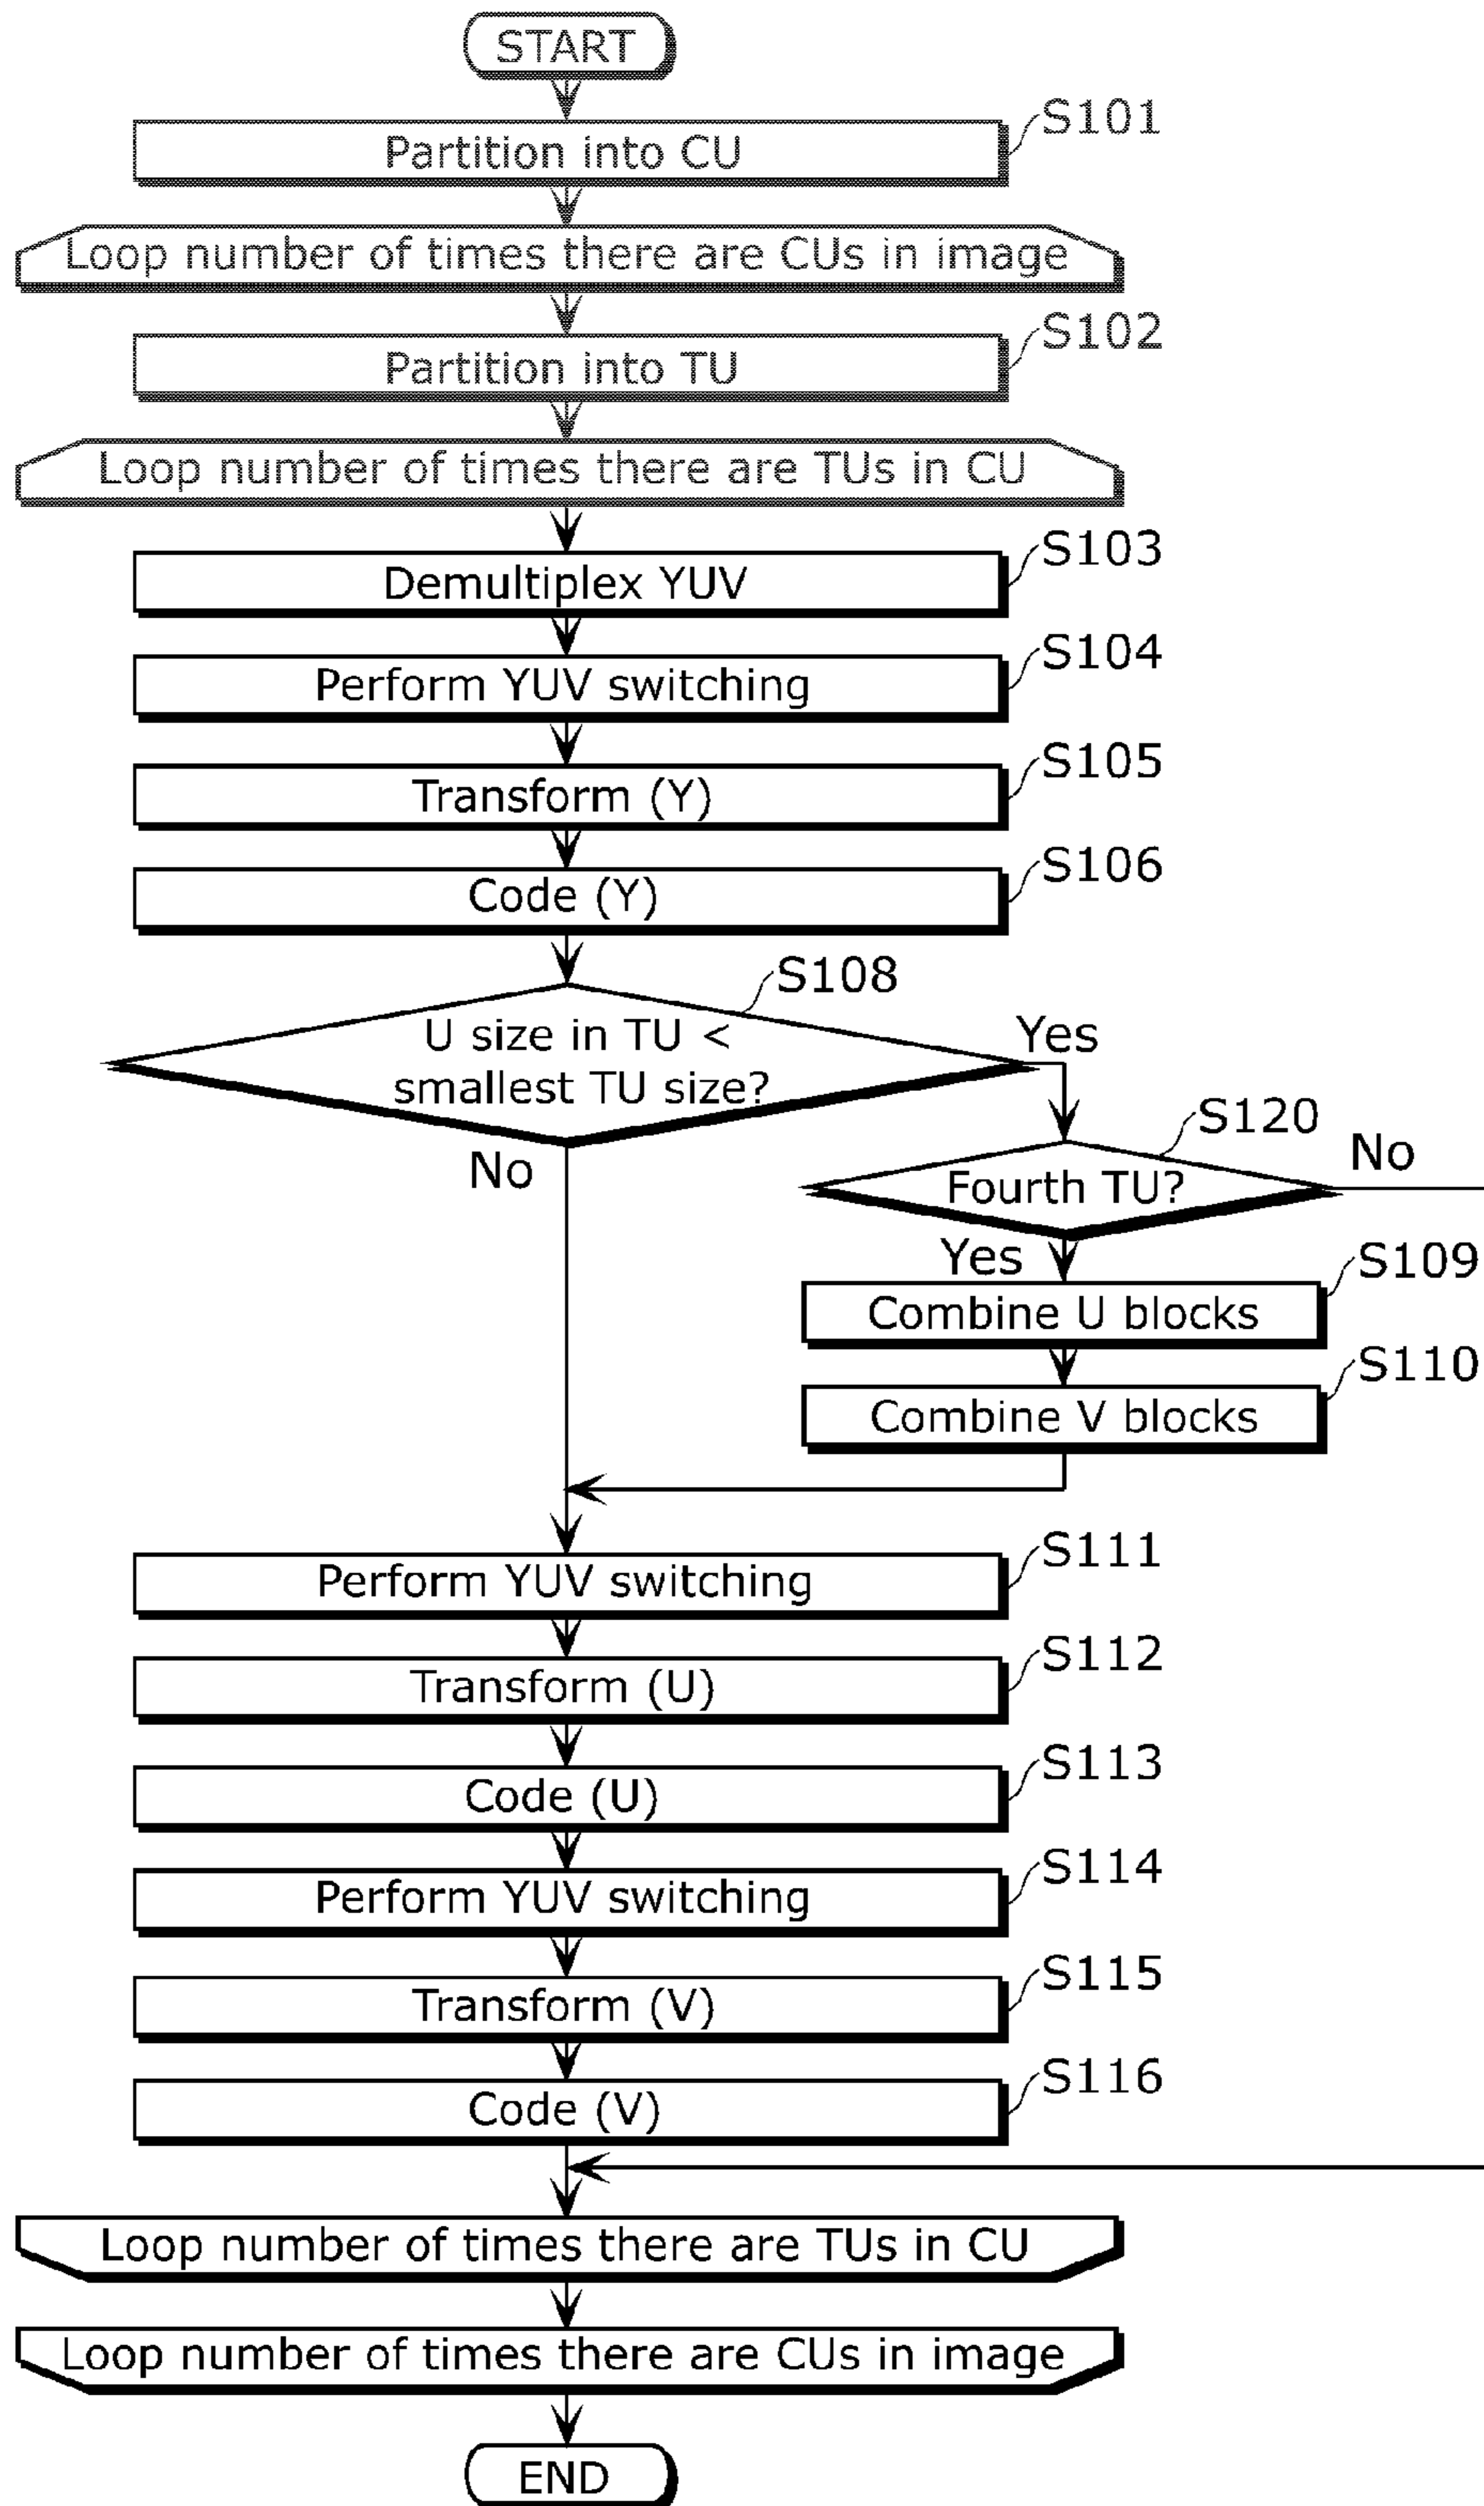 START
S101
Partition into CU
Loop number of times there are CUs in image
S102
Partition into TU
Loop number of times there are TUs in CU
S103
Demultiplex YUV
S104
Perform YUV switching
S105
Transform (Y)
S106
Code (Y)
S108
U size in TU <
smallest TU size?
Yes
No
S120
Fourth TU?
No
Yes
S109
Combine U blocks
S110
Combine V blocks
S111
Perform YUV switching
S112
Transform (U)
S113
Code (U)
S114
Perform YUV switching
S115
Transform (V)
S116
Code (V)
Loop number of times there are TUs in CU
Loop number of times there are CUs in image
END